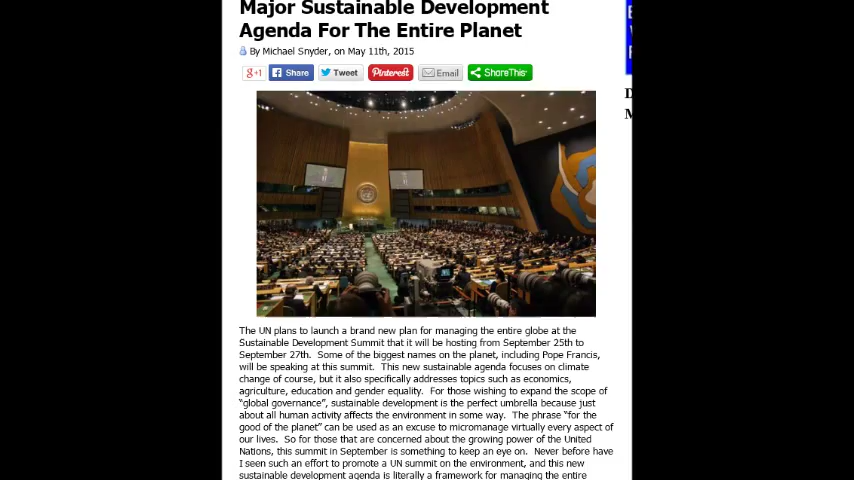 Major Sustainable Development
Agenda For The Entire Planet
By Michael Snyder, on May 11th, 2015
g+1 Share Tweet Pinterest Email ShareThis
The UN plans to launch a brand new plan for managing the entire globe at the
Sustainable Development Summit that it will be hosting from September 25th to
September 27th. Some of the biggest names on the planet, including Pope Francis,
will be speaking at this summit. This new sustainable agenda focuses on climate
change of course, but it also specifically addresses topics such as economics,
agriculture, education and gender equality. For those wishing to expand the scope of
"global governance", sustainable development is the perfect umbrella because just
about all human activity affects the environment in some way. The phrase "for the
good of the planet" can be used as an excuse to micromanage virtually every aspect of
our lives. So for those that are concerned about the growing power of the United
Nations, this summit in September is something to keep an eye on. Never before have
I seen such an effort to promote a UN summit on the environment, and this new
sustainable development agenda is literally a framework for managing the entire